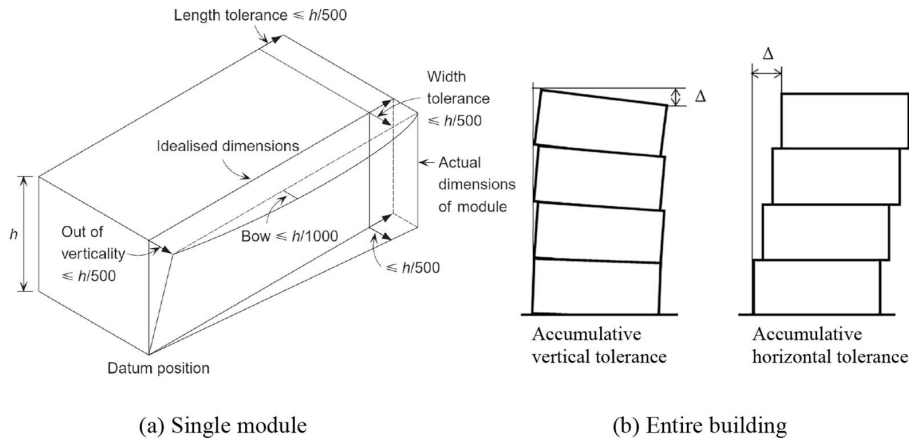 Length tolerance ⩽ h/500
Width
tolerance
⩽ h/500
Idealised dimensions
Actual
dimensions
of module
h
Out of
verticality
⩽ h/500
Bow ⩽ h/1000
⩽ h/500
Datum position
(a) Single module
Δ
Δ
Accumulative
vertical tolerance
Accumulative
horizontal tolerance
(b) Entire building